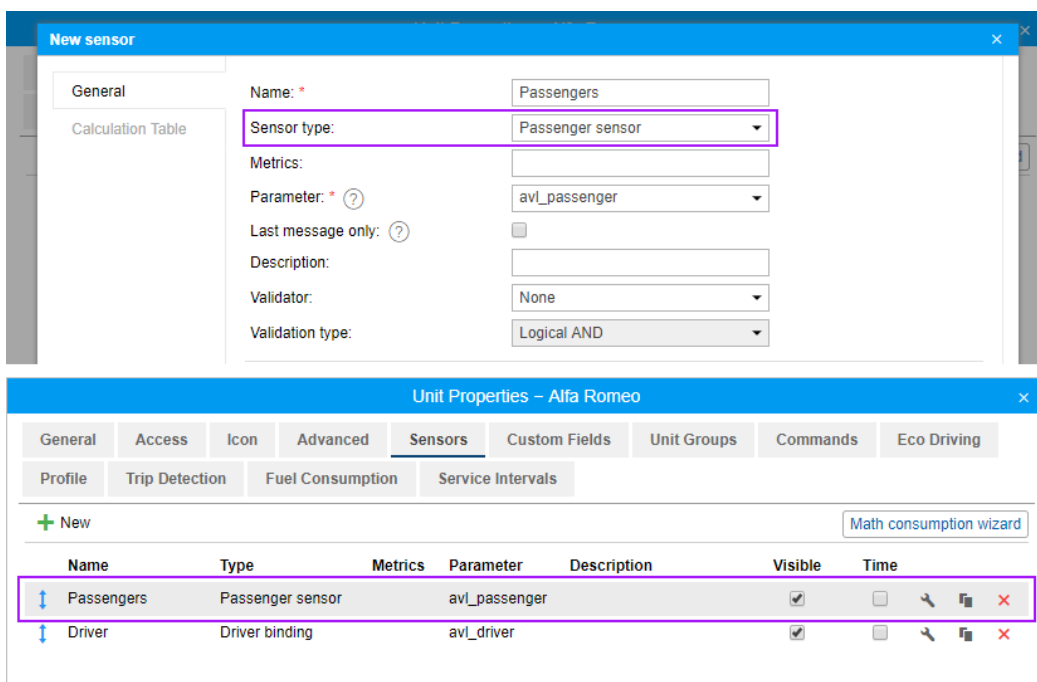 New sensor ×
General
Calculation Table
Name: *
Passengers
Sensor type:
Passenger sensor
Metrics:
Parameter: * ?
avl_passenger
Last message only: ?
Description:
Validator:
None
Validation type:
Logical AND
Unit Properties – Alfa Romeo ×
General Access Icon Advanced Sensors Custom Fields Unit Groups Commands Eco Driving
Profile Trip Detection Fuel Consumption Service Intervals
New
Math consumption wizard
Name Type Metrics Parameter Description Visible Time
Passengers Passenger sensor avl_passenger
Driver Driver binding avl_driver